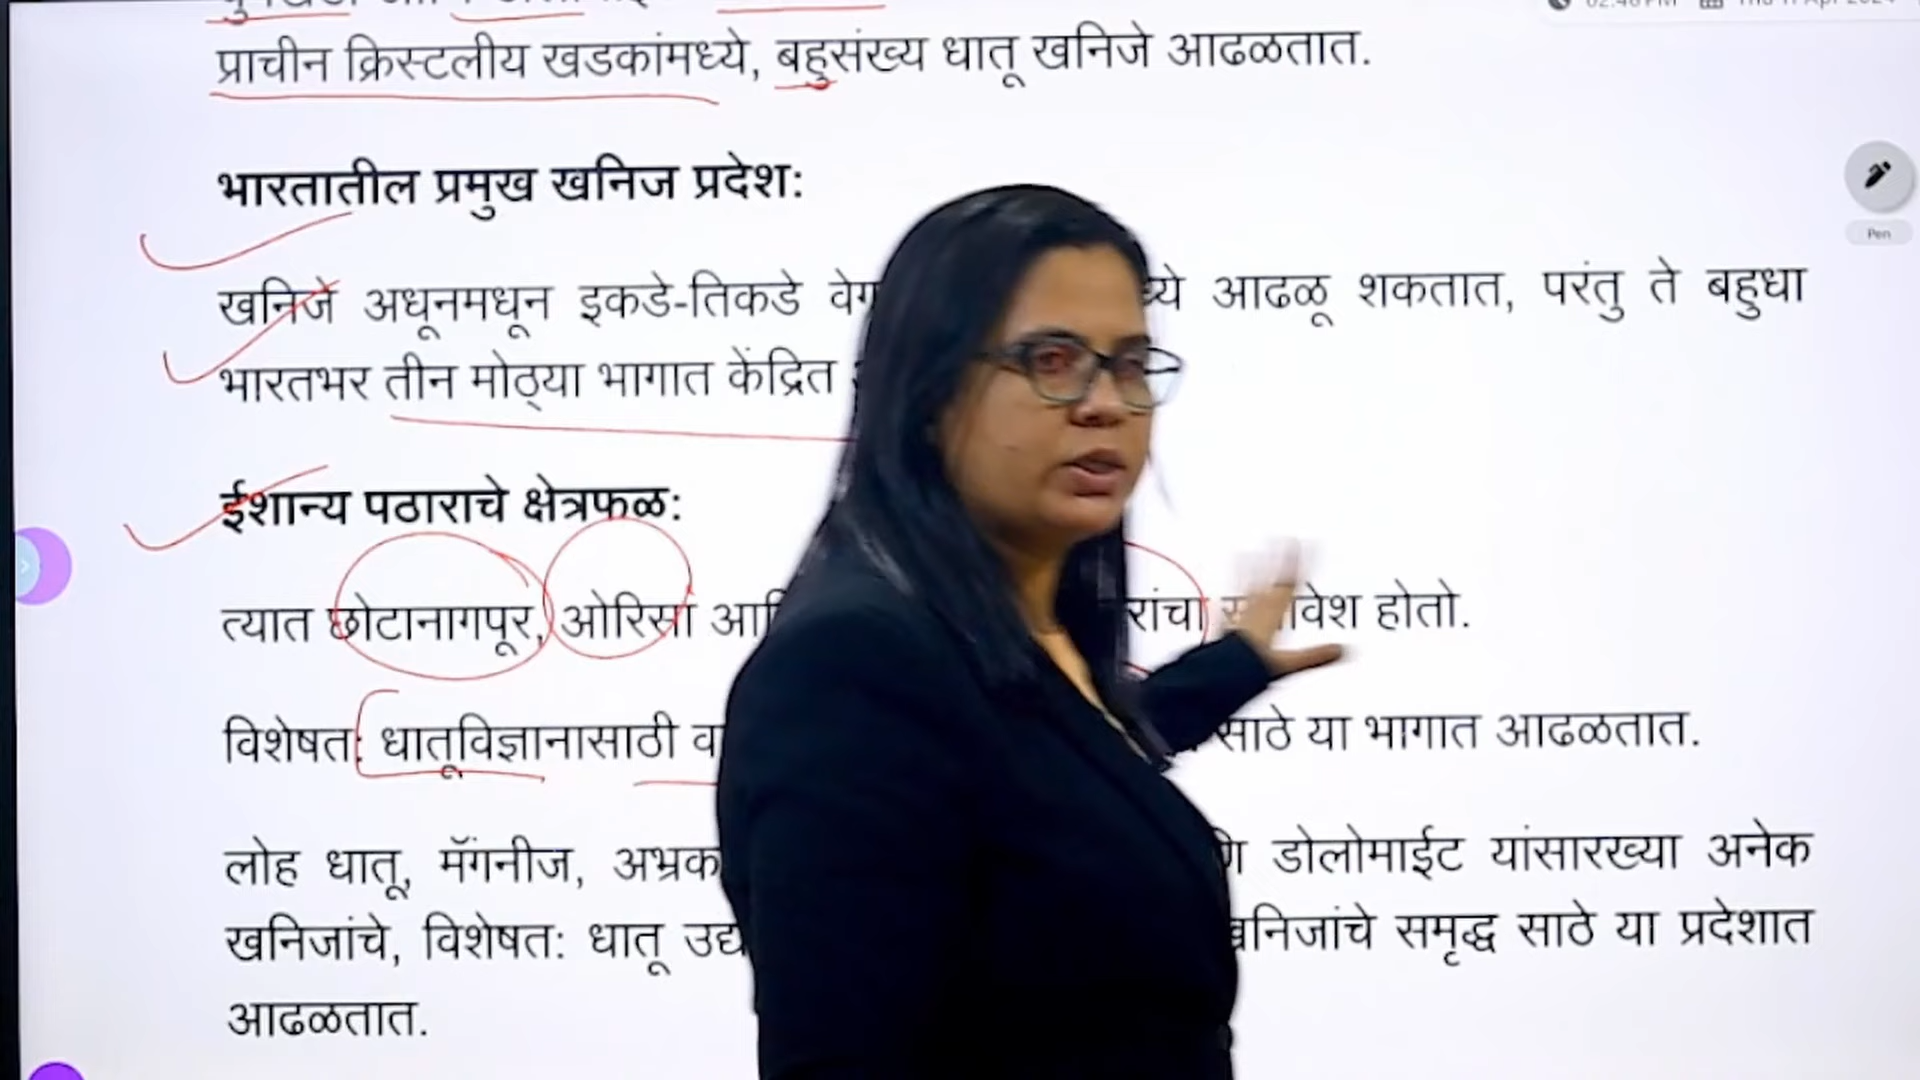 प्राचीन क्रिस्टलीय खडकांमध्ये, बहुसंख्य धातू खनिजे आढळतात.
भारतातील प्रमुख खनिज प्रदेश:
Pen
खनिजे अधूनमधून इकडे-तिकडे आढळू शकतात, परंतु ते बहुधा
भारतभर तीन मोठ्या भागात केंद्रित
ईशान्य पठाराचे क्षेत्रफळ:
त्यात छोटानागपूर, ओरिसा होतो.
विशेषत: धातूविज्ञानासाठी साठे या भागात आढळतात.
लोह धातू, मॅंगनीज, अभ्रक डोलोमाईट यांसारख्या अनेक
खनिजांचे, विशेषत: धातू खनिजांचे समृद्ध साठे या प्रदेशात
आढळतात.